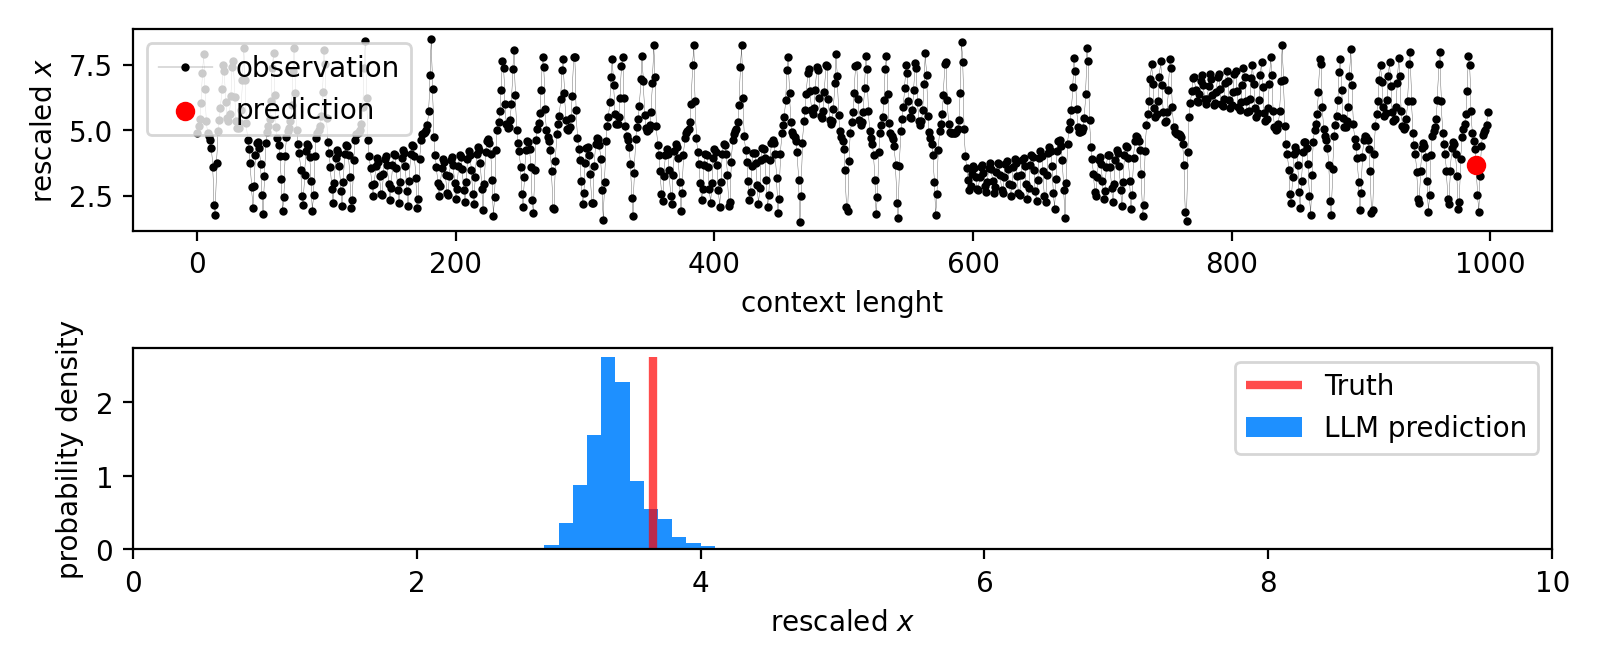 rescaled x
7.5
5.0
2.5
observation
prediction
0
200
400
600
800
1000
context lenght
probability density
2
1
0
Truth
LLM prediction
0
2
4
6
8
10
rescaled x